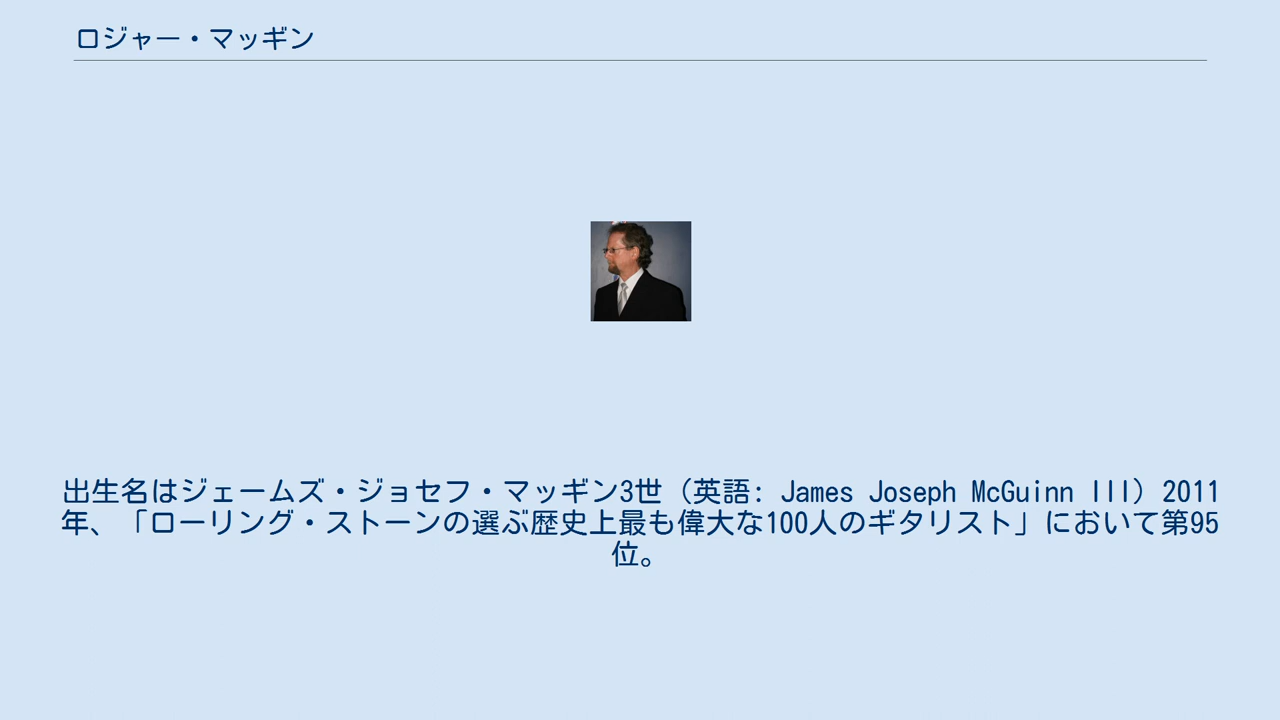 ロジャー・マッギン
出生名はジェームズ・ジョセフ・マッギン3世（英語: James Joseph McGuinn III）2011
年、「ローリング・ストーンの選ぶ歴史上最も偉大な100人のギタリスト」において第95
位。